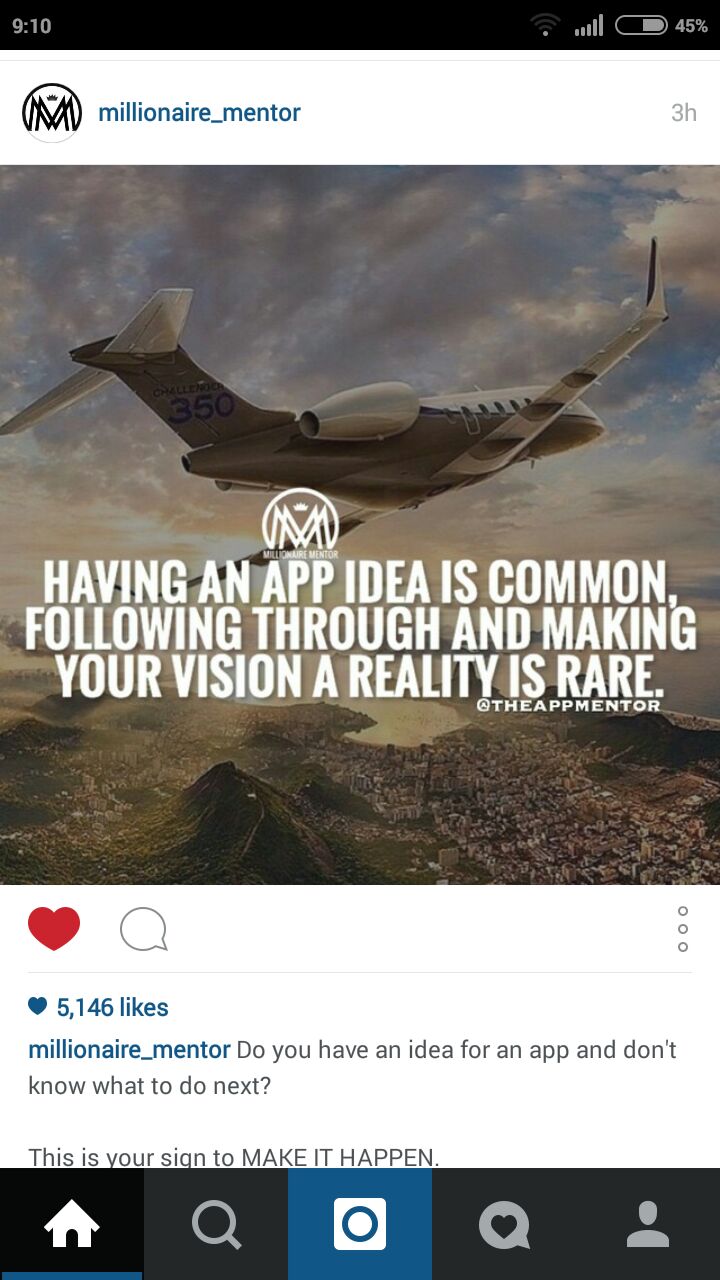 9:10
45%
millionaire_mentor
3h
CHALLENGER
350
MILLIONAIRE MENTOR
HAVING AN APP IDEA IS COMMON,
FOLLOWING THROUGH AND MAKING
YOUR VISION A REALITY IS RARE.
@THEAPPMENTOR
5,146 likes
millionaire_mentor Do you have an idea for an app and don't
know what to do next?
This is your sign to MAKE IT HAPPEN.